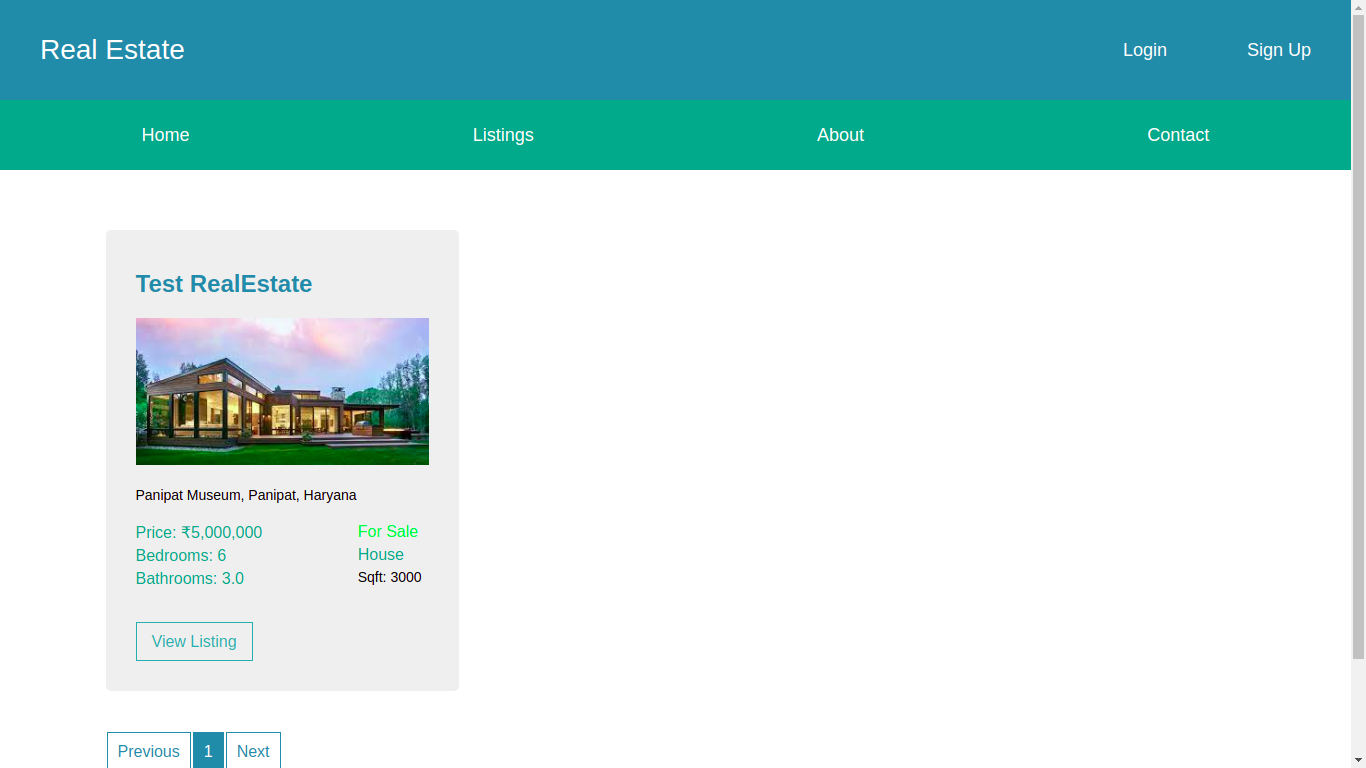 Real Estate
Login
Sign Up
Home
Listings
About
Contact
Test RealEstate
Panipat Museum, Panipat, Haryana
Price: ₹5,000,000
For Sale
Bedrooms: 6
House
Bathrooms: 3.0
Sqft: 3000
View Listing
Previous
1
Next